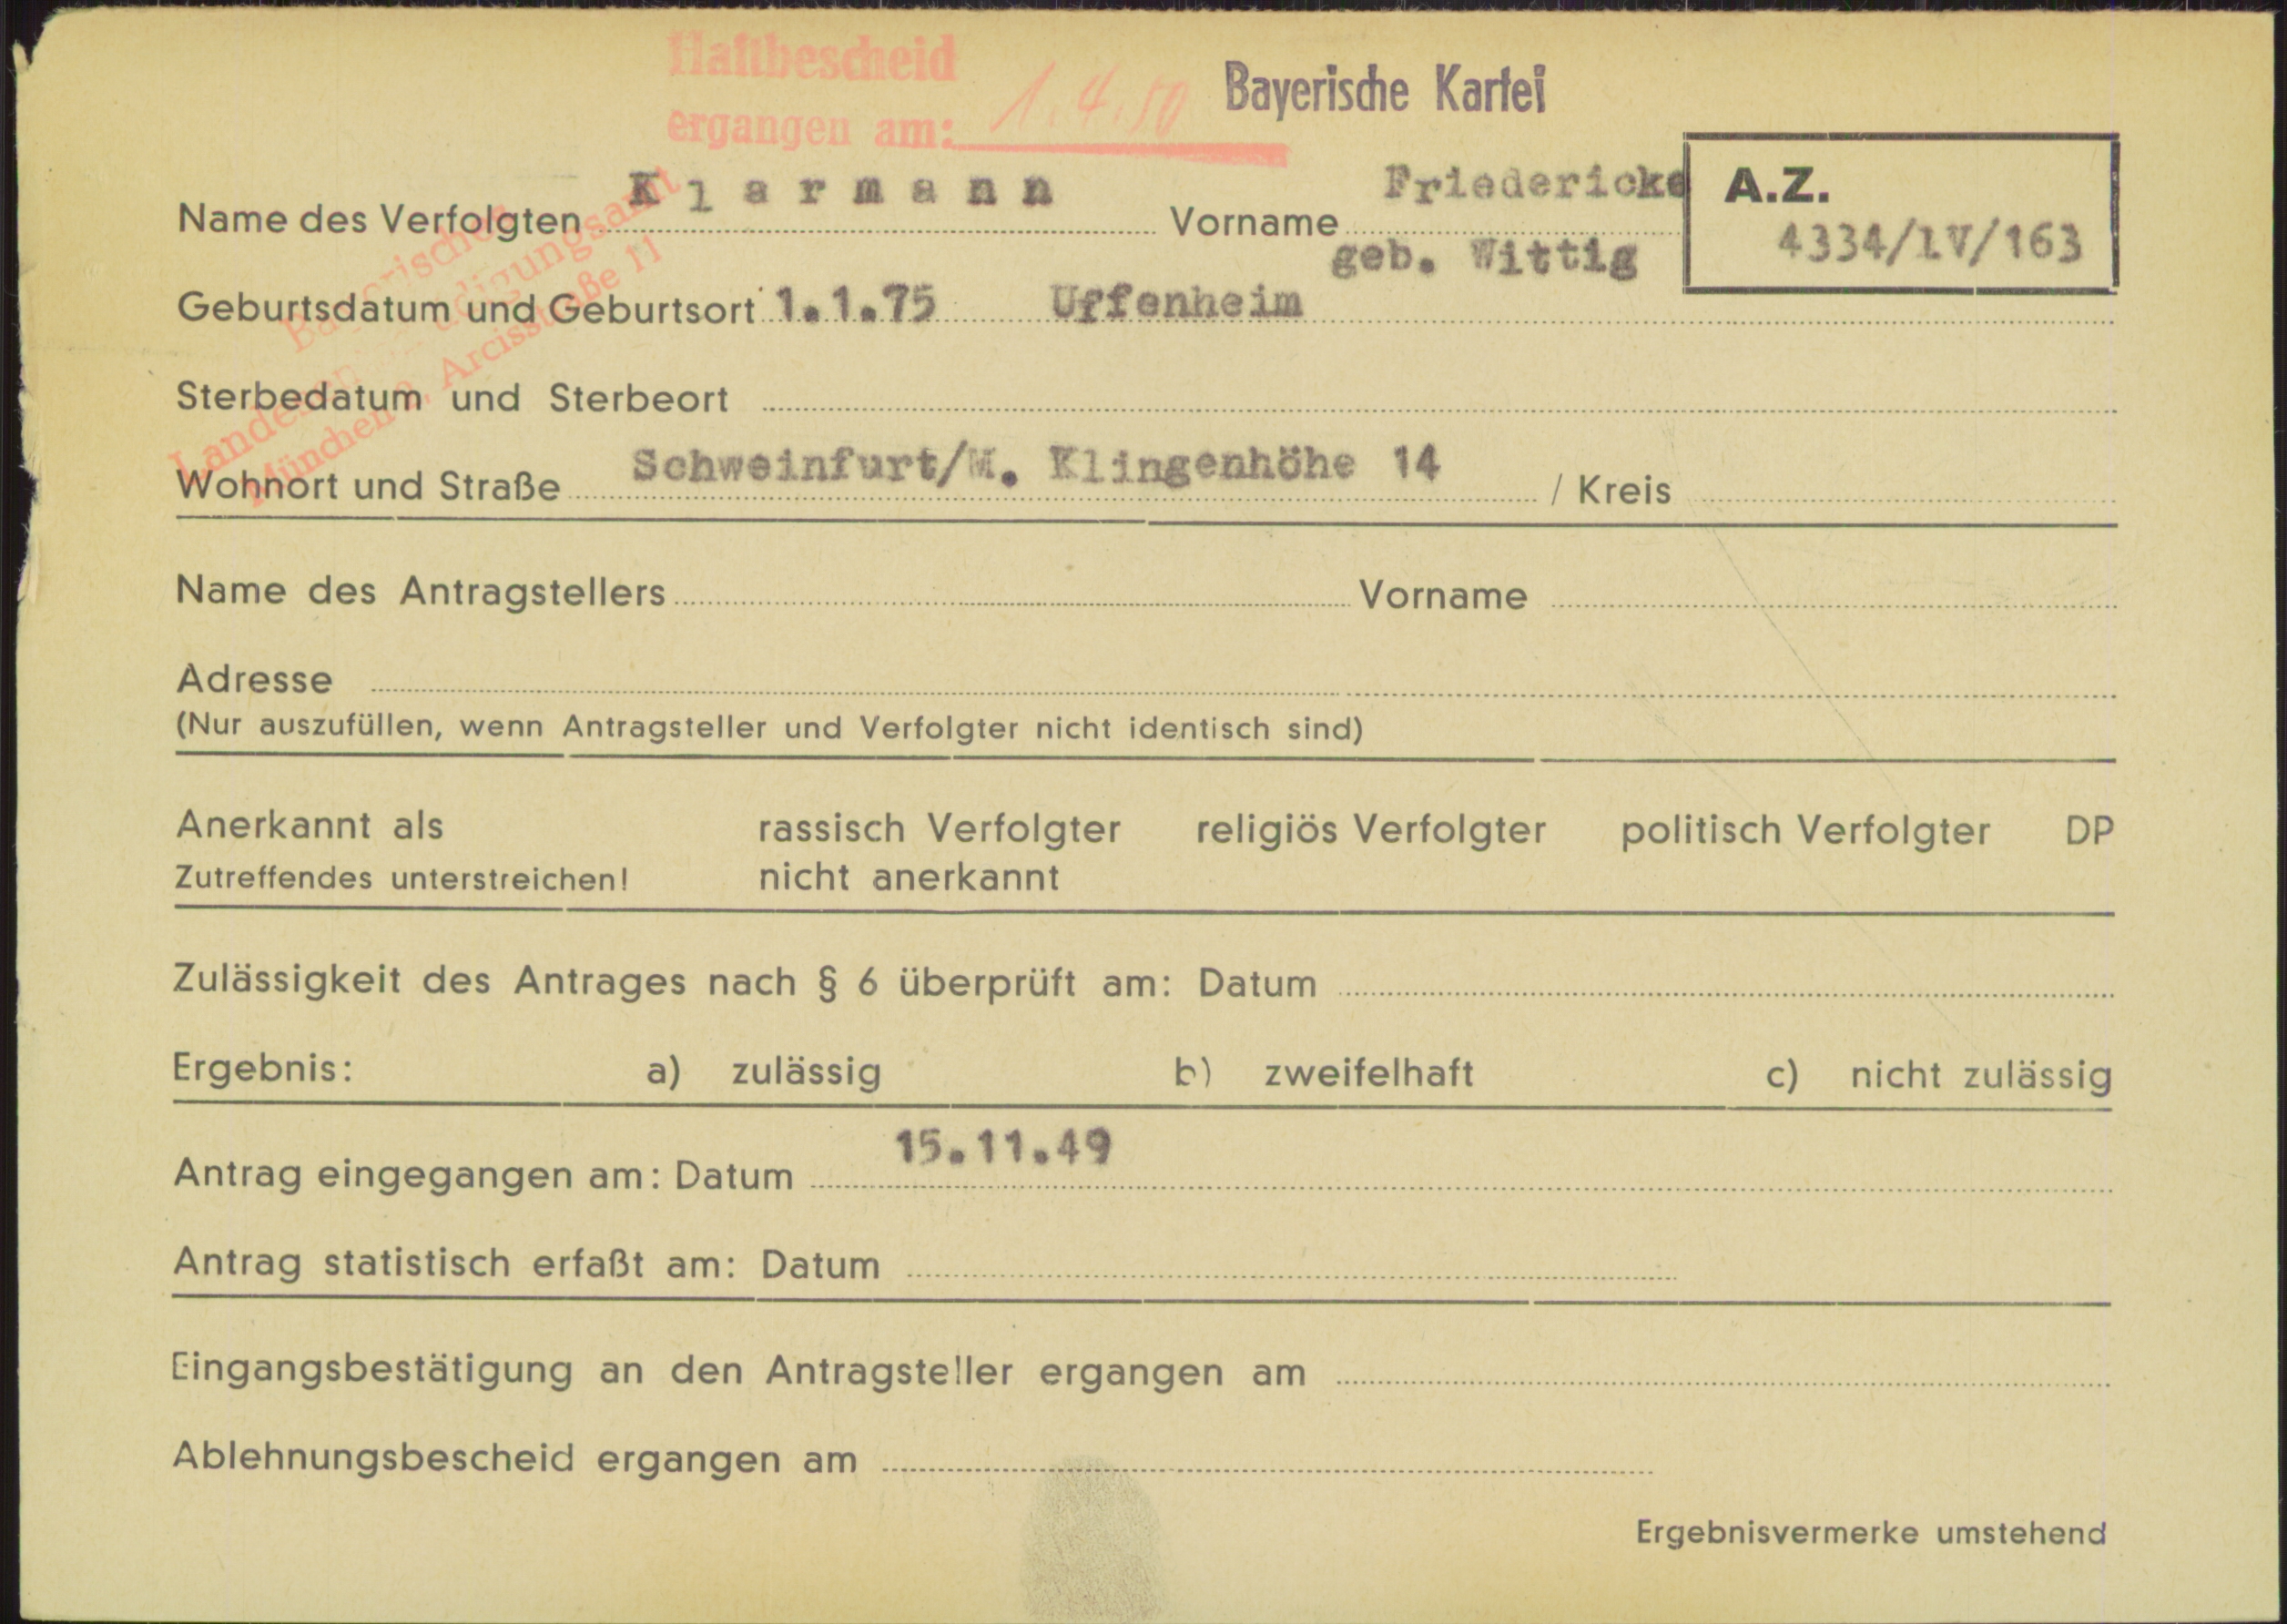 Haftbescheid
ergangen am: 1.4.50
Bayerische Kartei
Name des Verfolgten Klarmann Vorname Friedericke
geb. Wittig
A.Z.
4334/1V/163
Bayerisches
Landesentschädigungsamt
München 2, Arcisstraße 11
Geburtsdatum und Geburtsort 1.1.75 Uffenheim
Sterbedatum und Sterbeort
Wohnort und Straße Schweinfurt/M. Klingenhöhe 14 / Kreis
Name des Antragstellers Vorname
Adresse
(Nur auszufüllen, wenn Antragsteller und Verfolgter nicht identisch sind)
Anerkannt als rassisch Verfolgter religiös Verfolgter politisch Verfolgter DP
Zutreffendes unterstreichen! nicht anerkannt
Zulässigkeit des Antrages nach § 6 überprüft am: Datum
Ergebnis: a) zulässig b) zweifelhaft c) nicht zulässig
Antrag eingegangen am: Datum 15.11.49
Antrag statistisch erfaßt am: Datum
Eingangsbestätigung an den Antragsteller ergangen am
Ablehnungsbescheid ergangen am
Ergebnisvermerke umstehend